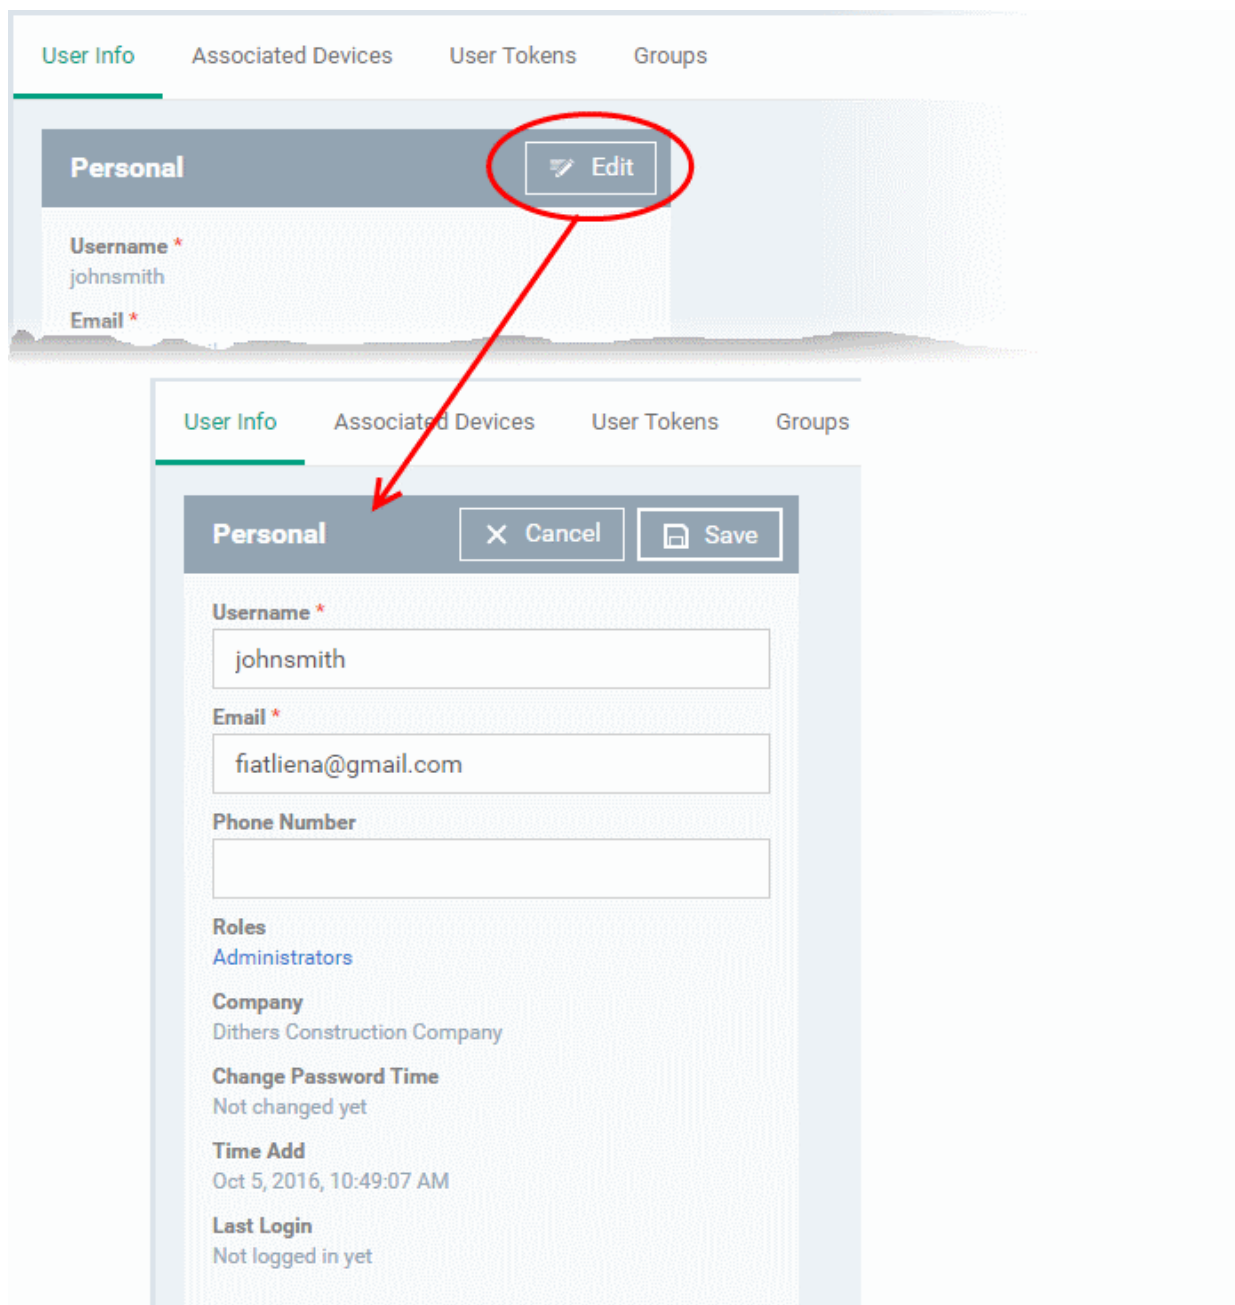 User Info Associated Devices User Tokens Groups
Personal Edit
Username *
johnsmith
Email *
User Info Associated Devices User Tokens Groups
Personal Cancel Save
Username *
johnsmith
Email *
fiatliena@gmail.com
Phone Number
Roles
Administrators
Company
Dithers Construction Company
Change Password Time
Not changed yet
Time Add
Oct 5, 2016, 10:49:07 AM
Last Login
Not logged in yet